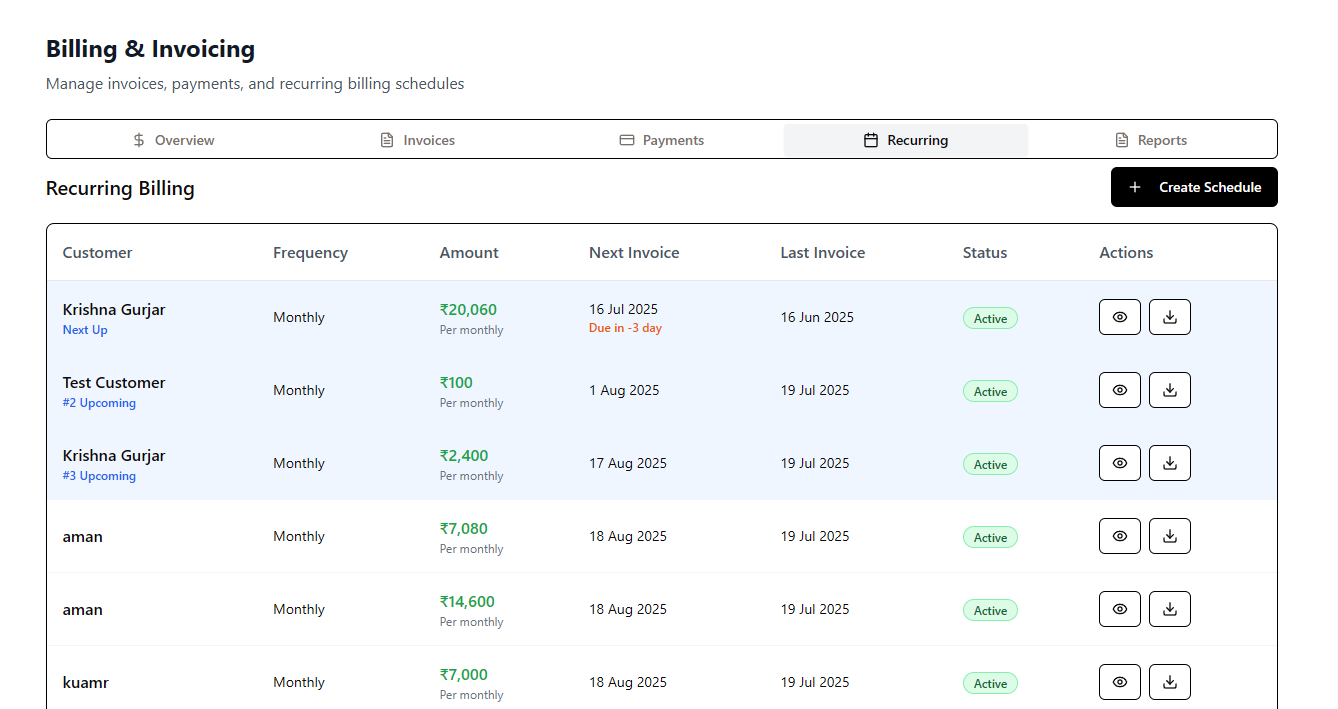 Billing & Invoicing
Manage invoices, payments, and recurring billing schedules
Overview Invoices Payments Recurring Reports
Recurring Billing
+ Create Schedule
Customer Frequency Amount Next Invoice Last Invoice Status Actions
Krishna Gurjar Monthly ₹20,060 16 Jul 2025 16 Jun 2025 Active
Next Up Per monthly Due in -3 day
Test Customer Monthly ₹100 1 Aug 2025 19 Jul 2025 Active
#2 Upcoming Per monthly
Krishna Gurjar Monthly ₹2,400 17 Aug 2025 19 Jul 2025 Active
#3 Upcoming Per monthly
aman Monthly ₹7,080 18 Aug 2025 19 Jul 2025 Active
Per monthly
aman Monthly ₹14,600 18 Aug 2025 19 Jul 2025 Active
Per monthly
kuamr Monthly ₹7,000 18 Aug 2025 19 Jul 2025 Active
Per monthly